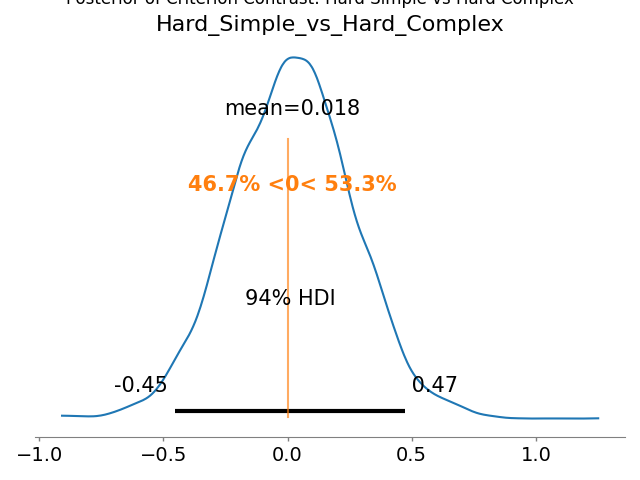 Posterior of Criterion Contrast: Hard Simple vs Hard Complex
Hard_Simple_vs_Hard_Complex
mean=0.018
46.7% <0< 53.3%
94% HDI
-0.45 0.47
−1.0 −0.5 0.0 0.5 1.0